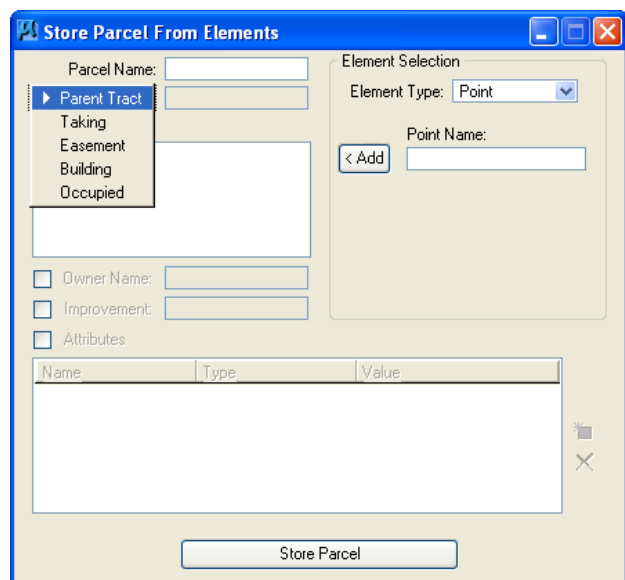 Store Parcel From Elements
Parcel Name:
Parent Tract
Taking
Easement
Building
Occupied
Element Selection
Element Type: Point
Point Name:
< Add
Owner Name:
Improvement:
Attributes
Name Type Value
Store Parcel